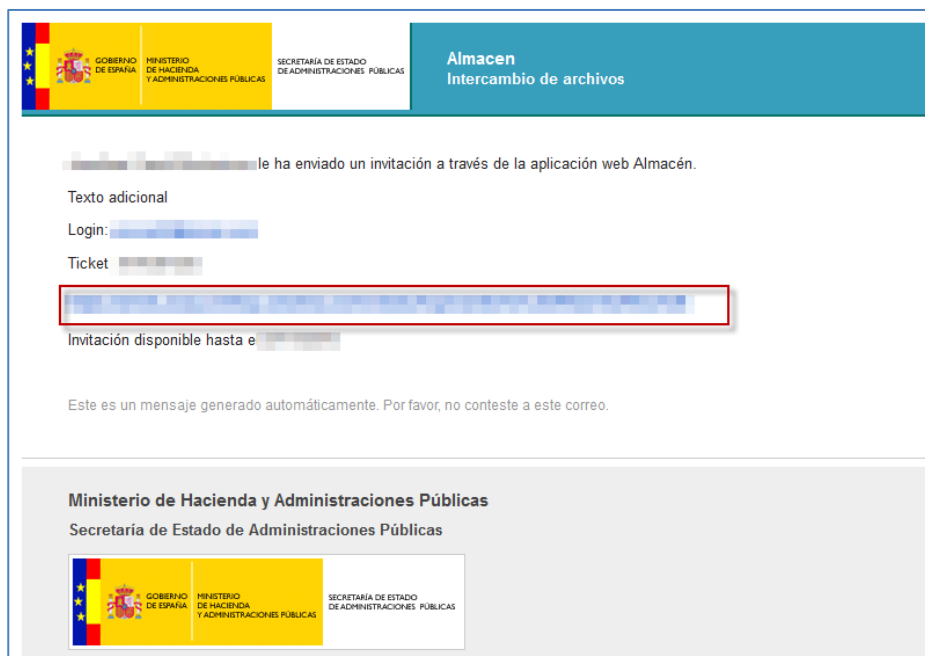 GOBIERNO
DE ESPAÑA
MINISTERIO
DE HACIENDA
Y ADMINISTRACIONES PÚBLICAS
SECRETARÍA DE ESTADO
DE ADMINISTRACIONES PÚBLICAS
Almacen
Intercambio de archivos
le ha enviado un invitación a través de la aplicación web Almacén.
Texto adicional
Login:
Ticket
Invitación disponible hasta e
Este es un mensaje generado automáticamente. Por favor, no conteste a este correo.
Ministerio de Hacienda y Administraciones Públicas
Secretaría de Estado de Administraciones Públicas
GOBIERNO
DE ESPAÑA
MINISTERIO
DE HACIENDA
Y ADMINISTRACIONES PÚBLICAS
SECRETARÍA DE ESTADO
DE ADMINISTRACIONES PÚBLICAS